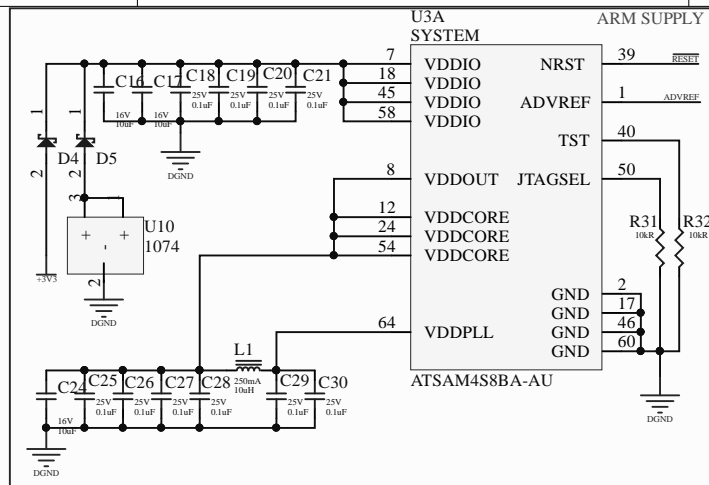 U3A
ARM SUPPLY
SYSTEM
7 VDDIO
18 VDDIO
45 VDDIO
58 VDDIO
8 VDDOUT
12 VDDCORE
24 VDDCORE
54 VDDCORE
64 VDDPLL
NRST 39 RESET
ADVREF 1 ADVREF
TST 40
JTAGSEL 50
GND 2
GND 17
GND 46
GND 60
ATSAM4S8BA-AU
C16 16V 10uF
C17 16V 10uF
C18 25V 0.1uF
C19 25V 0.1uF
C20 25V 0.1uF
C21 25V 0.1uF
DGND
1 D4 2
1 D5 2
+3V3
3 U10
1074
+ - +
2
DGND
R31 10kR
R32 10kR
DGND
L1
250mA
10uH
C24 16V 10uF
C25 25V 0.1uF
C26 25V 0.1uF
C27 25V 0.1uF
C28 25V 0.1uF
C29 25V 0.1uF
C30 25V 0.1uF
DGND